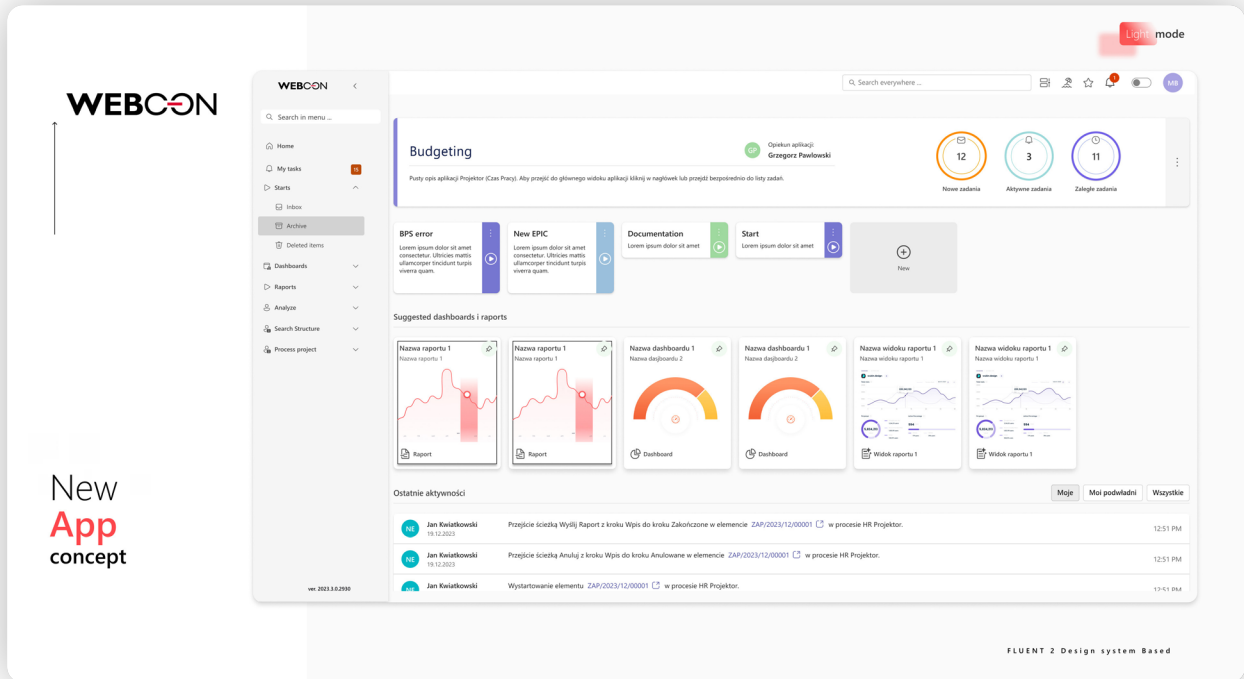 Light mode
WEBCON
New
App
concept
WEBCON
Search in menu ...
Home
My tasks
15
Starts
Inbox
Archive
Deleted items
Dashboards
Raports
Analyze
Search Structure
Process project
ver. 2023.3.0.2930
Search everywhere ...
MB
Budgeting
GP
Opiekun aplikacji:
Grzegorz Pawlowski
Pusty opis aplikacji Projektor (Czas Pracy). Aby przejść do głównego widoku aplikacji kliknij w nagłówek lub przejdź bezpośrednio do listy zadań.
12
Nowe zadania
3
Aktywne zadania
11
Zaległe zadania
BPS error
Lorem ipsum dolor sit amet
consectetur. Ultricies mattis
ullamcorper tincidunt turpis
viverra quam.
New EPIC
Lorem ipsum dolor sit amet
consectetur. Ultricies mattis
ullamcorper tincidunt turpis
viverra quam.
Documentation
Lorem ipsum dolor sit amet
Start
Lorem ipsum dolor sit amet
New
Suggested dashboards i raports
Nazwa raportu 1
Nazwa raportu 1
Raport
Nazwa raportu 1
Nazwa raportu 1
Raport
Nazwa dashboardu 1
Nazwa dasjboardu 2
Dashboard
Nazwa dashboardu 1
Nazwa dasjboardu 2
Dashboard
Nazwa widoku raportu 1
Nazwa widoku raportu 1
Widok raportu 1
Nazwa widoku raportu 1
Nazwa widoku raportu 1
Widok raportu 1
Ostatnie aktywności
Moje
Moi podwładni
Wszystkie
NE
Jan Kwiatkowski
19.12.2023
Przejście ścieżką Wyślij Raport z kroku Wpis do kroku Zakończone w elemencie ZAP/2023/12/00001 w procesie HR Projektor.
12:51 PM
NE
Jan Kwiatkowski
19.12.2023
Przejście ścieżką Anuluj z kroku Wpis do kroku Anulowane w elemencie ZAP/2023/12/00001 w procesie HR Projektor.
12:51 PM
NE
Jan Kwiatkowski
Wystartowanie elementu ZAP/2023/12/00001 w procesie HR Projektor.
12:51 PM
FLUENT 2 Design system Based